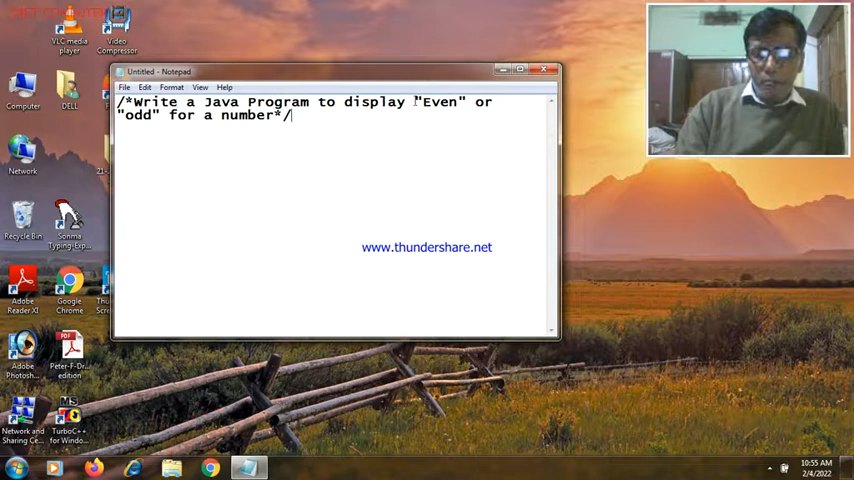 VLC media
player
Video
Compressor
Untitled - Notepad
File Edit Format View Help
/*Write a Java Program to display "Even" or
"odd" for a number*/
www.thundershare.net
Computer
DELL
Network
21-
Recycle Bin
Sonma
Typing-Exp...
Adobe
Reader XI
Google
Chrome
Adobe
Photosh...
Peter-F-Dr...
edition
PDF
Network and
Sharing Ce...
TurboC++
for Windo...
10:55 AM
2/4/2022